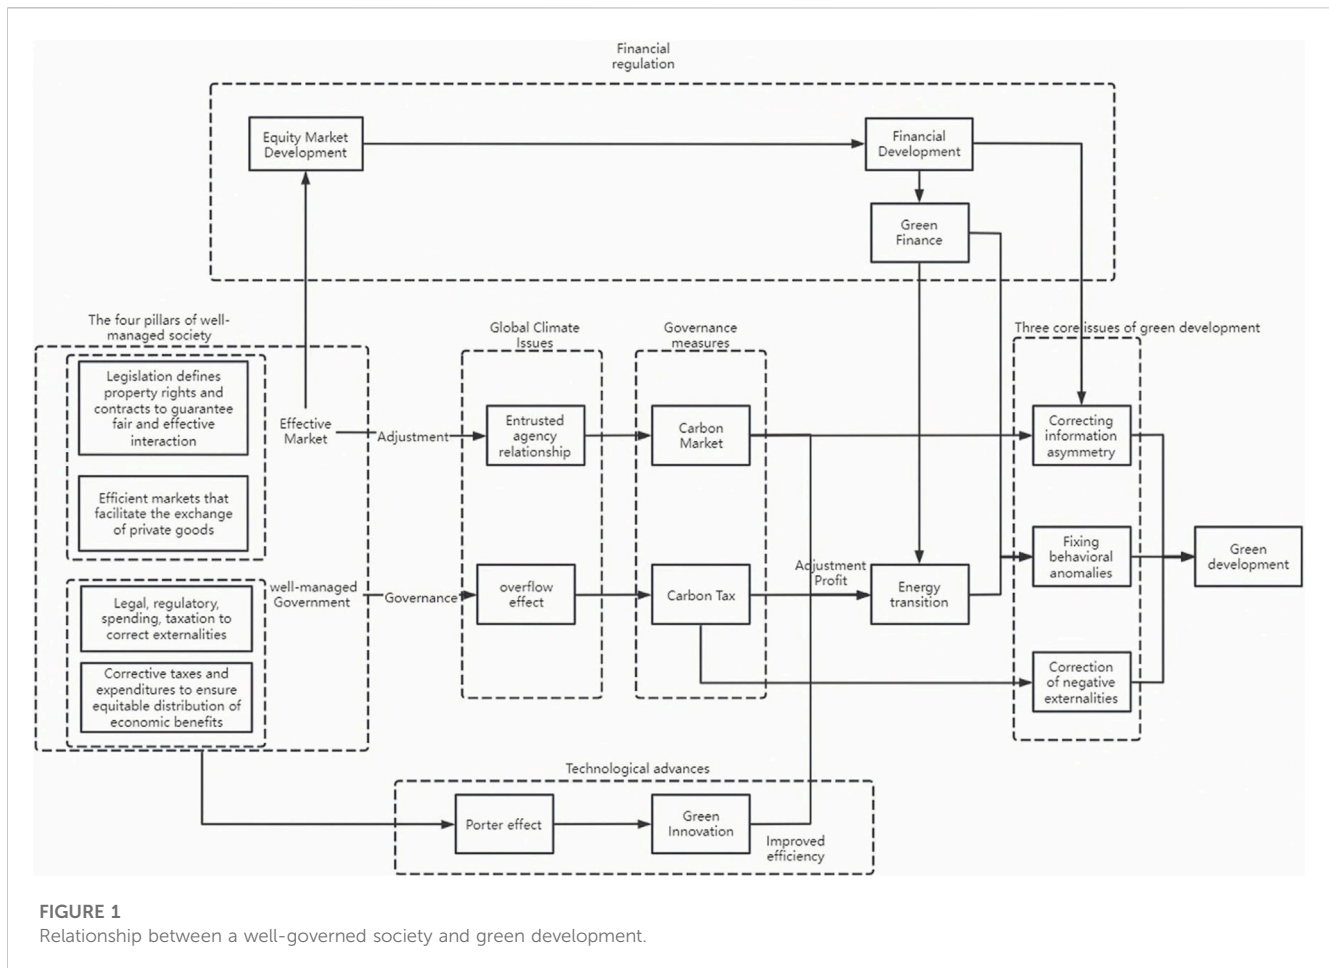 Financial
regulation
Equity Market
Development
Financial
Development
Green
Finance
The four pillars of well-
managed society
Legislation defines
property rights and
contracts to guarantee
fair and effective
interaction
Efficient markets that
facilitate the exchange
of private goods
Effective
Market
Legal, regulatory,
spending, taxation to
correct externalities
Corrective taxes and
expenditures to ensure
equitable distribution of
economic benefits
well-managed
Government
Adjustment
Governance
Global Climate
Issues
Entrusted
agency
relationship
overflow
effect
Governance
measures
Carbon
Market
Carbon Tax
Adjustment
Profit
Energy
transition
Three core issues of green development
Correcting
information
asymmetry
Fixing
behavioral
anomalies
Correction
of negative
externalities
Green
development
Technological advances
Porter effect
Green
Innovation
Improved
efficiency
FIGURE 1
Relationship between a well-governed society and green development.